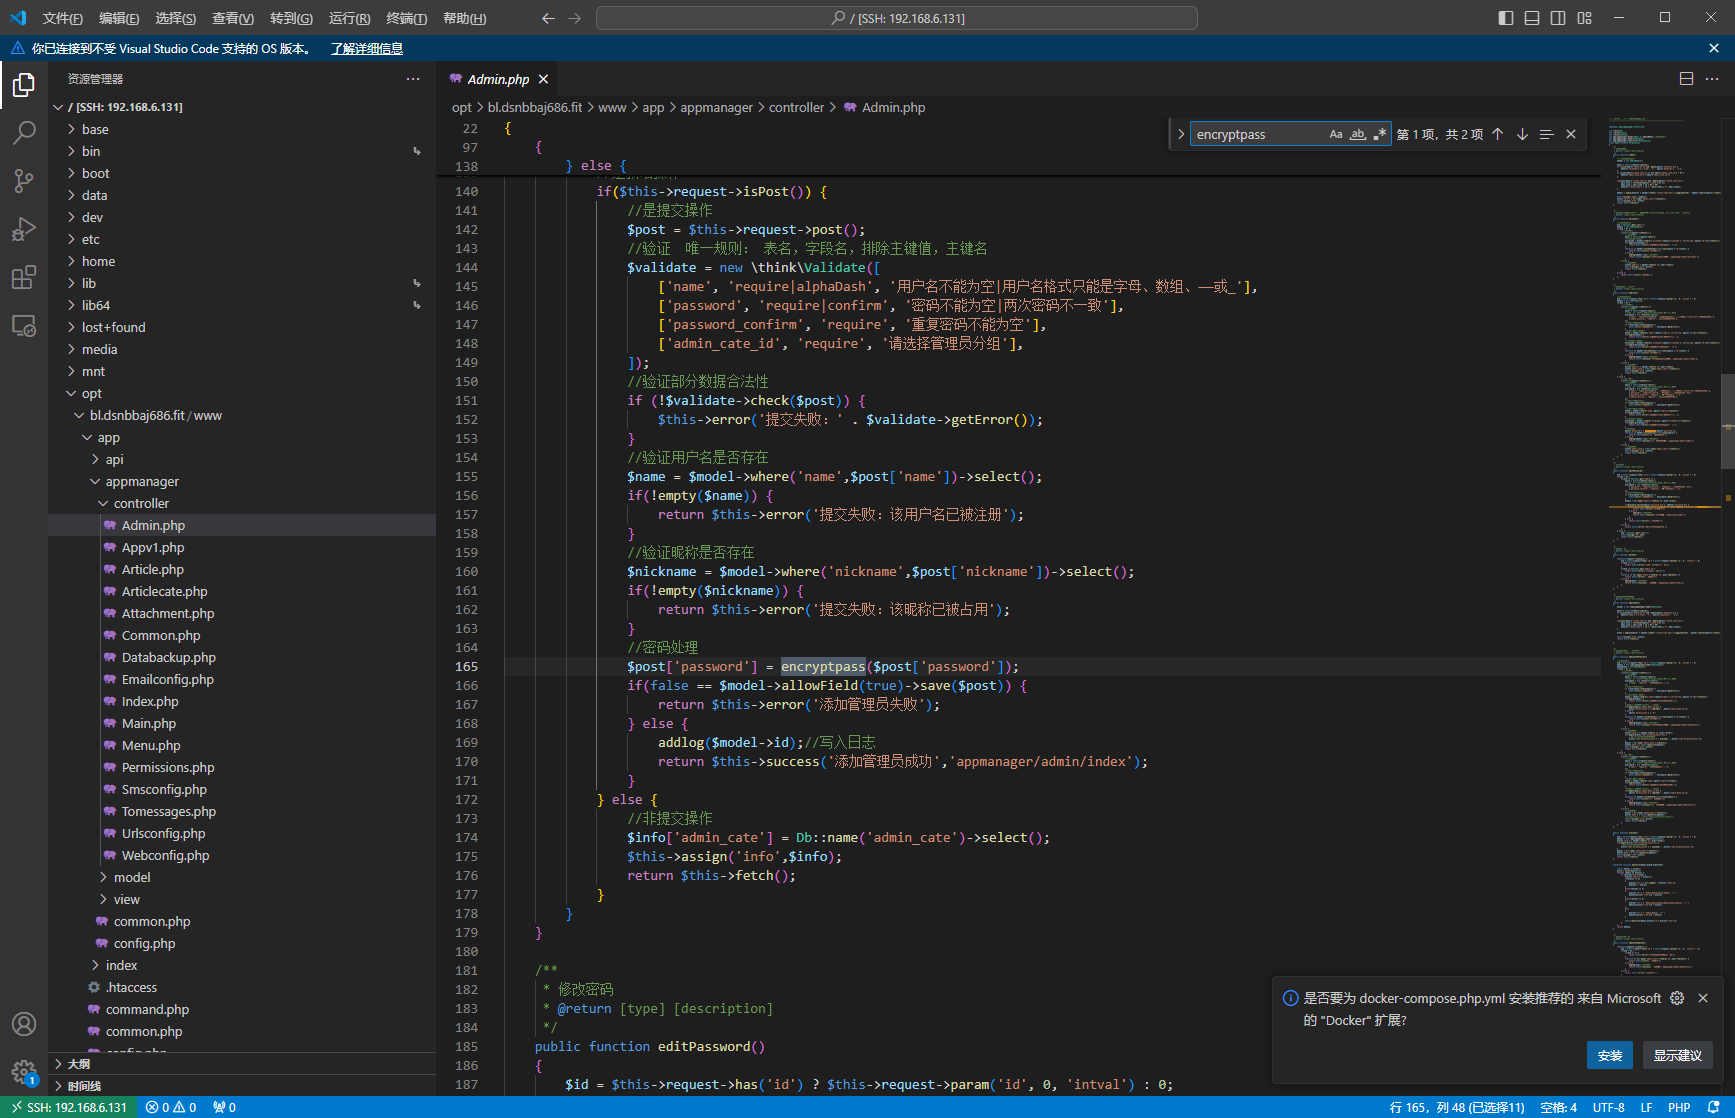 文件(F) 编辑(E) 选择(S) 查看(V) 转到(G) 运行(R) 终端(T) 帮助(H)
/ [SSH: 192.168.6.131]
你已连接到不受 Visual Studio Code 支持的 OS 版本。 了解详细信息
资源管理器
/ [SSH: 192.168.6.131]
base
bin
boot
data
dev
etc
home
lib
lib64
lost+found
media
mnt
opt
bl.dsnbbaj686.fit / www
app
api
appmanager
controller
Admin.php
Appv1.php
Article.php
Articlecate.php
Attachment.php
Common.php
Databackup.php
Emailconfig.php
Index.php
Main.php
Menu.php
Permissions.php
Smsconfig.php
Tomessages.php
Urlsconfig.php
Webconfig.php
model
view
common.php
config.php
index
.htaccess
command.php
common.php
大纲
时间线
Admin.php
opt > bl.dsnbbaj686.fit > www > app > appmanager > controller > Admin.php
encryptpass
第 1 项，共 2 项
22 {
97 {
138 } else {
140 if($this->request->isPost()) {
141 //是提交操作
142 $post = $this->request->post();
143 //验证 唯一规则： 表名，字段名，排除主键值，主键名
144 $validate = new \think\Validate([
145 ['name', 'require|alphaDash', '用户名不能为空|用户名格式只能是字母、数组、——或_'],
146 ['password', 'require|confirm', '密码不能为空|两次密码不一致'],
147 ['password_confirm', 'require', '重复密码不能为空'],
148 ['admin_cate_id', 'require', '请选择管理员分组'],
149 ]);
150 //验证部分数据合法性
151 if (!$validate->check($post)) {
152 $this->error('提交失败：' . $validate->getError());
153 }
154 //验证用户名是否存在
155 $name = $model->where('name',$post['name'])->select();
156 if(!empty($name)) {
157 return $this->error('提交失败：该用户名已被注册');
158 }
159 //验证昵称是否存在
160 $nickname = $model->where('nickname',$post['nickname'])->select();
161 if(!empty($nickname)) {
162 return $this->error('提交失败：该昵称已被占用');
163 }
164 //密码处理
165 $post['password'] = encryptpass($post['password']);
166 if(false == $model->allowField(true)->save($post)) {
167 return $this->error('添加管理员失败');
168 } else {
169 addlog($model->id);//写入日志
170 return $this->success('添加管理员成功','appmanager/admin/index');
171 }
172 } else {
173 //非提交操作
174 $info['admin_cate'] = Db::name('admin_cate')->select();
175 $this->assign('info',$info);
176 return $this->fetch();
177 }
178 }
179 }
180
181 /**
182 * 修改密码
183 * @return [type] [description]
184 */
185 public function editPassword()
186 {
187 $id = $this->request->has('id') ? $this->request->param('id', 0, 'intval') : 0;
是否要为 docker-compose.php.yml 安装推荐的 来自 Microsoft
的 "Docker" 扩展?
安装 显示建议
SSH: 192.168.6.131 0 0 0 行 165，列 48 (已选择11) 空格: 4 UTF-8 LF PHP